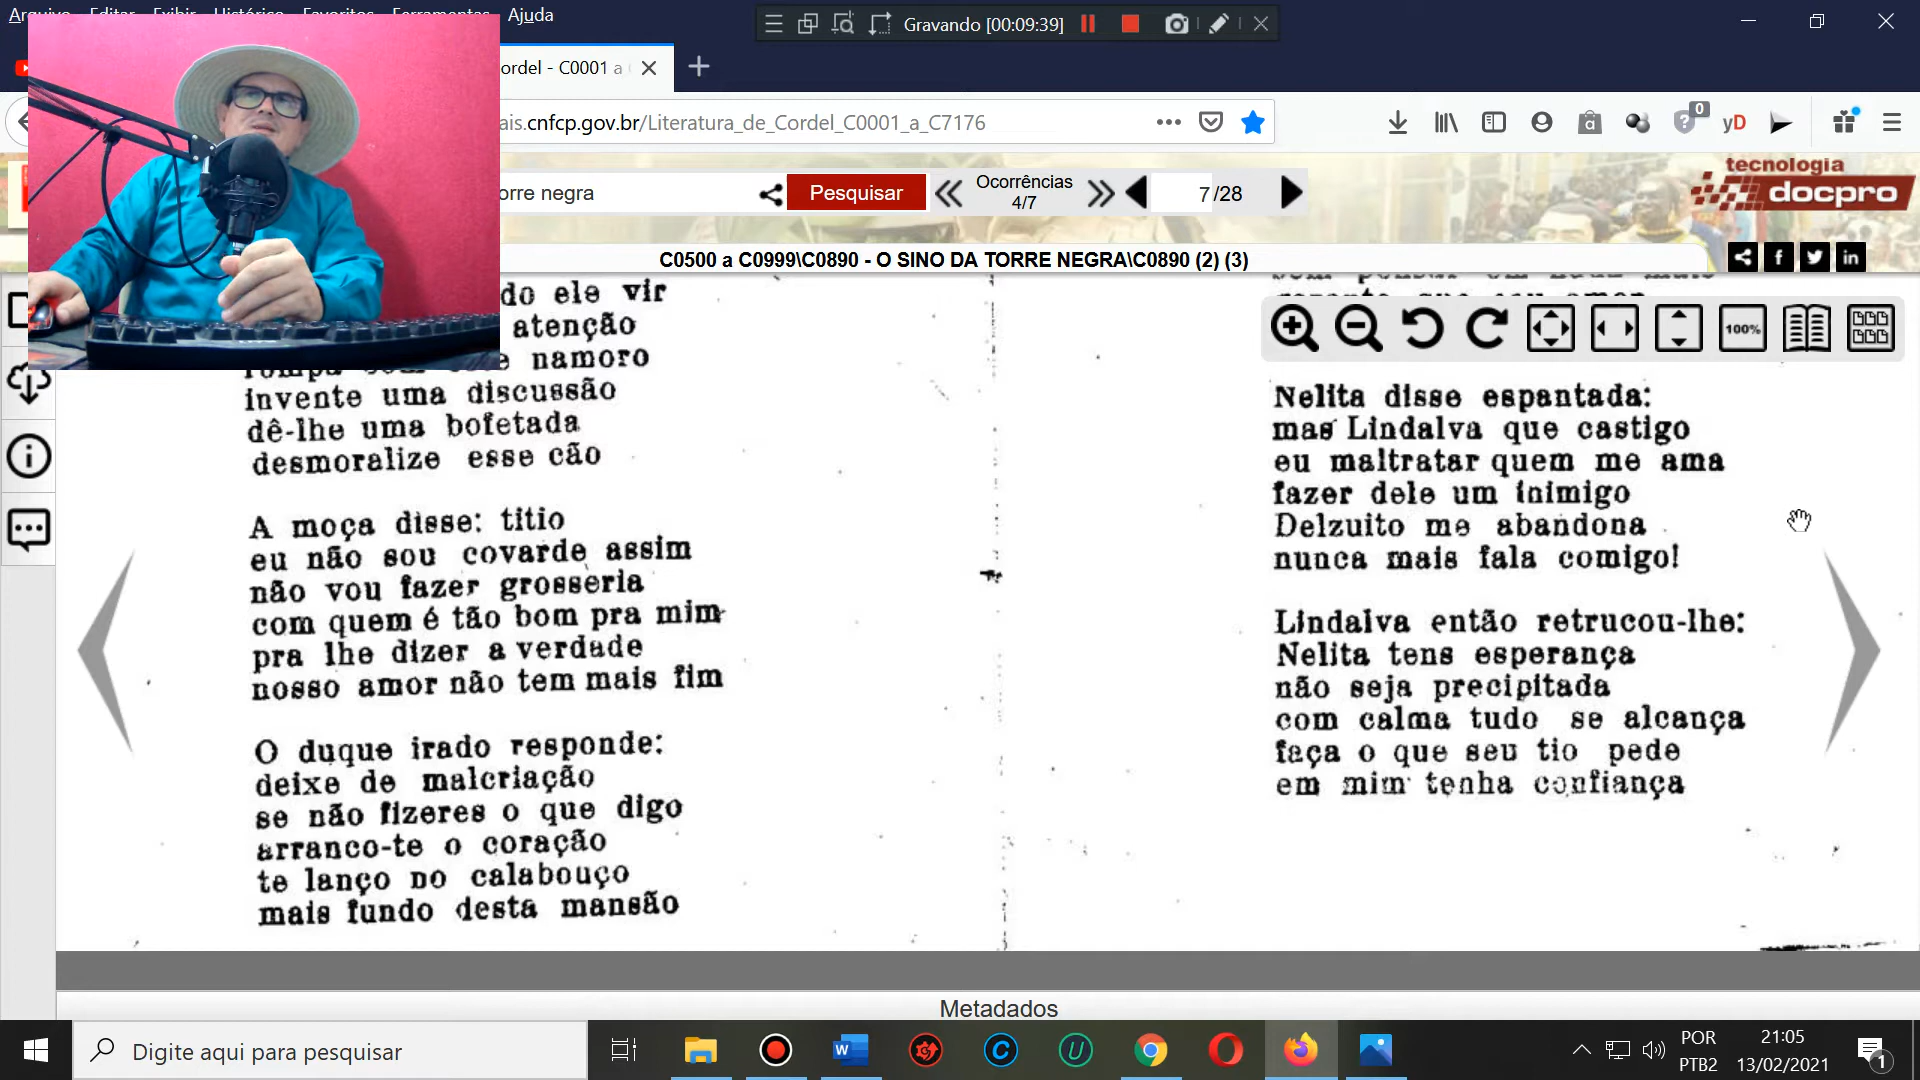 Ajuda
Gravando [00:09:39]
ordel - C0001 a
ais.cnfcp.gov.br/Literatura_de_Cordel_C0001_a_C7176
0
yD
tecnologia
docpro
orre negra
Pesquisar
Ocorrências
4/7
7 /28
C0500 a C0999\C0890 - O SINO DA TORRE NEGRA\C0890 (2) (3)
100%
do ele vir
atenção
namoro
invente uma discussão
dê-lhe uma bofetada
desmoralize esse cão
A moça disse: titio
eu não sou covarde assim
não vou fazer grosseria
com quem é tão bom pra mim
pra lhe dizer a verdade
nosso amor não tem mais fim
O duque irado responde:
deixe de malcriação
se não fizeres o que digo
arranco-te o coração
te lanço no calabouço
mais fundo desta mansão
Nelita disse espantada:
mas Lindalva que castigo
eu maltratar quem me ama
fazer dele um inimigo
Delzuito me abandona
nunca mais fala comigo!
Lindalva então retrucou-lhe:
Nelita tens esperança
não seja precipitada
com calma tudo se alcança
faça o que seu tio pede
em mim tenha confiança
Metadados
Digite aqui para pesquisar
POR
PTB2
21:05
13/02/2021
1